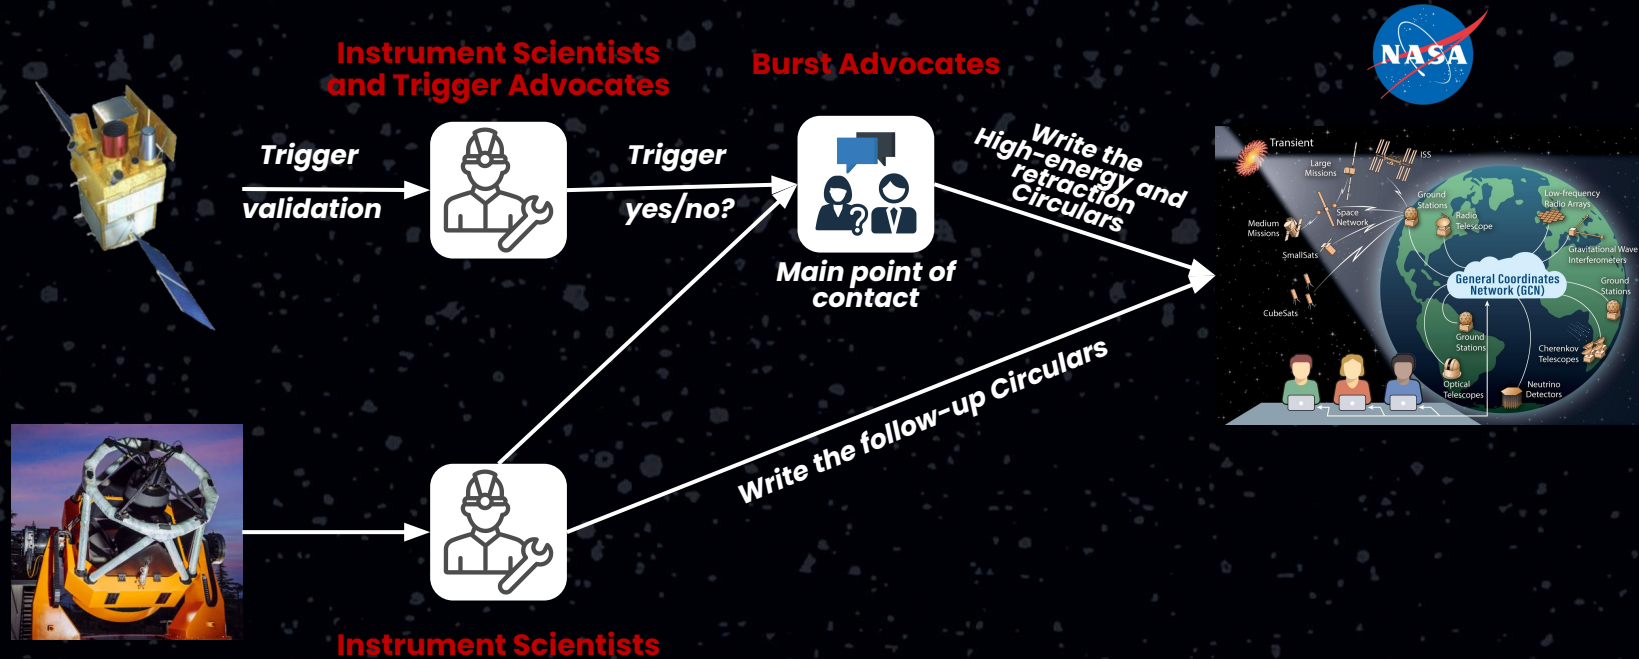 Instrument Scientists
and Trigger Advocates
Burst Advocates
NASA
Trigger
validation
Trigger
yes/no?
Write the
High-energy and
retraction
Circulars
Main point of
contact
Write the follow-up Circulars
Instrument Scientists
Transient
Large
Missions
ISS
Space
Network
Medium
Missions
SmallSats
CubeSats
Ground
Stations
Radio
Telescope
Low-frequency
Radio Arrays
Gravitational Wave
Interferometers
General Coordinates
Network (GCN)
Ground
Stations
Ground
Stations
Cherenkov
Telescopes
Optical
Telescopes
Neutrino
Detectors